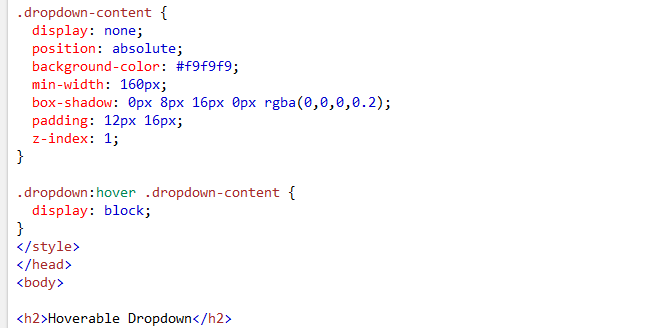 .dropdown-content {
  display: none;
  position: absolute;
  background-color: #f9f9f9;
  min-width: 160px;
  box-shadow: 0px 8px 16px 0px rgba(0,0,0,0.2);
  padding: 12px 16px;
  z-index: 1;
}

.dropdown:hover .dropdown-content {
  display: block;
}
</style>
</head>
<body>

<h2>Hoverable Dropdown</h2>